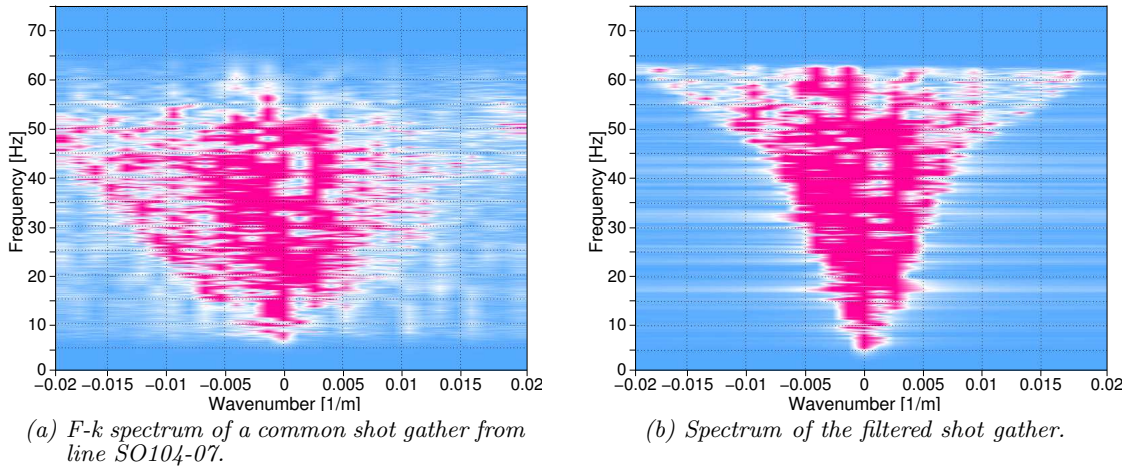 70
60
50
40
30
20
10
0
Frequency [Hz]
−0.02 −0.015 −0.01 −0.005 0 0.005 0.01 0.015 0.02
Wavenumber [1/m]
(a) F-k spectrum of a common shot gather from
line SO104-07.
70
60
50
40
30
20
10
0
Frequency [Hz]
−0.02 −0.015 −0.01 −0.005 0 0.005 0.01 0.015 0.02
Wavenumber [1/m]
(b) Spectrum of the filtered shot gather.